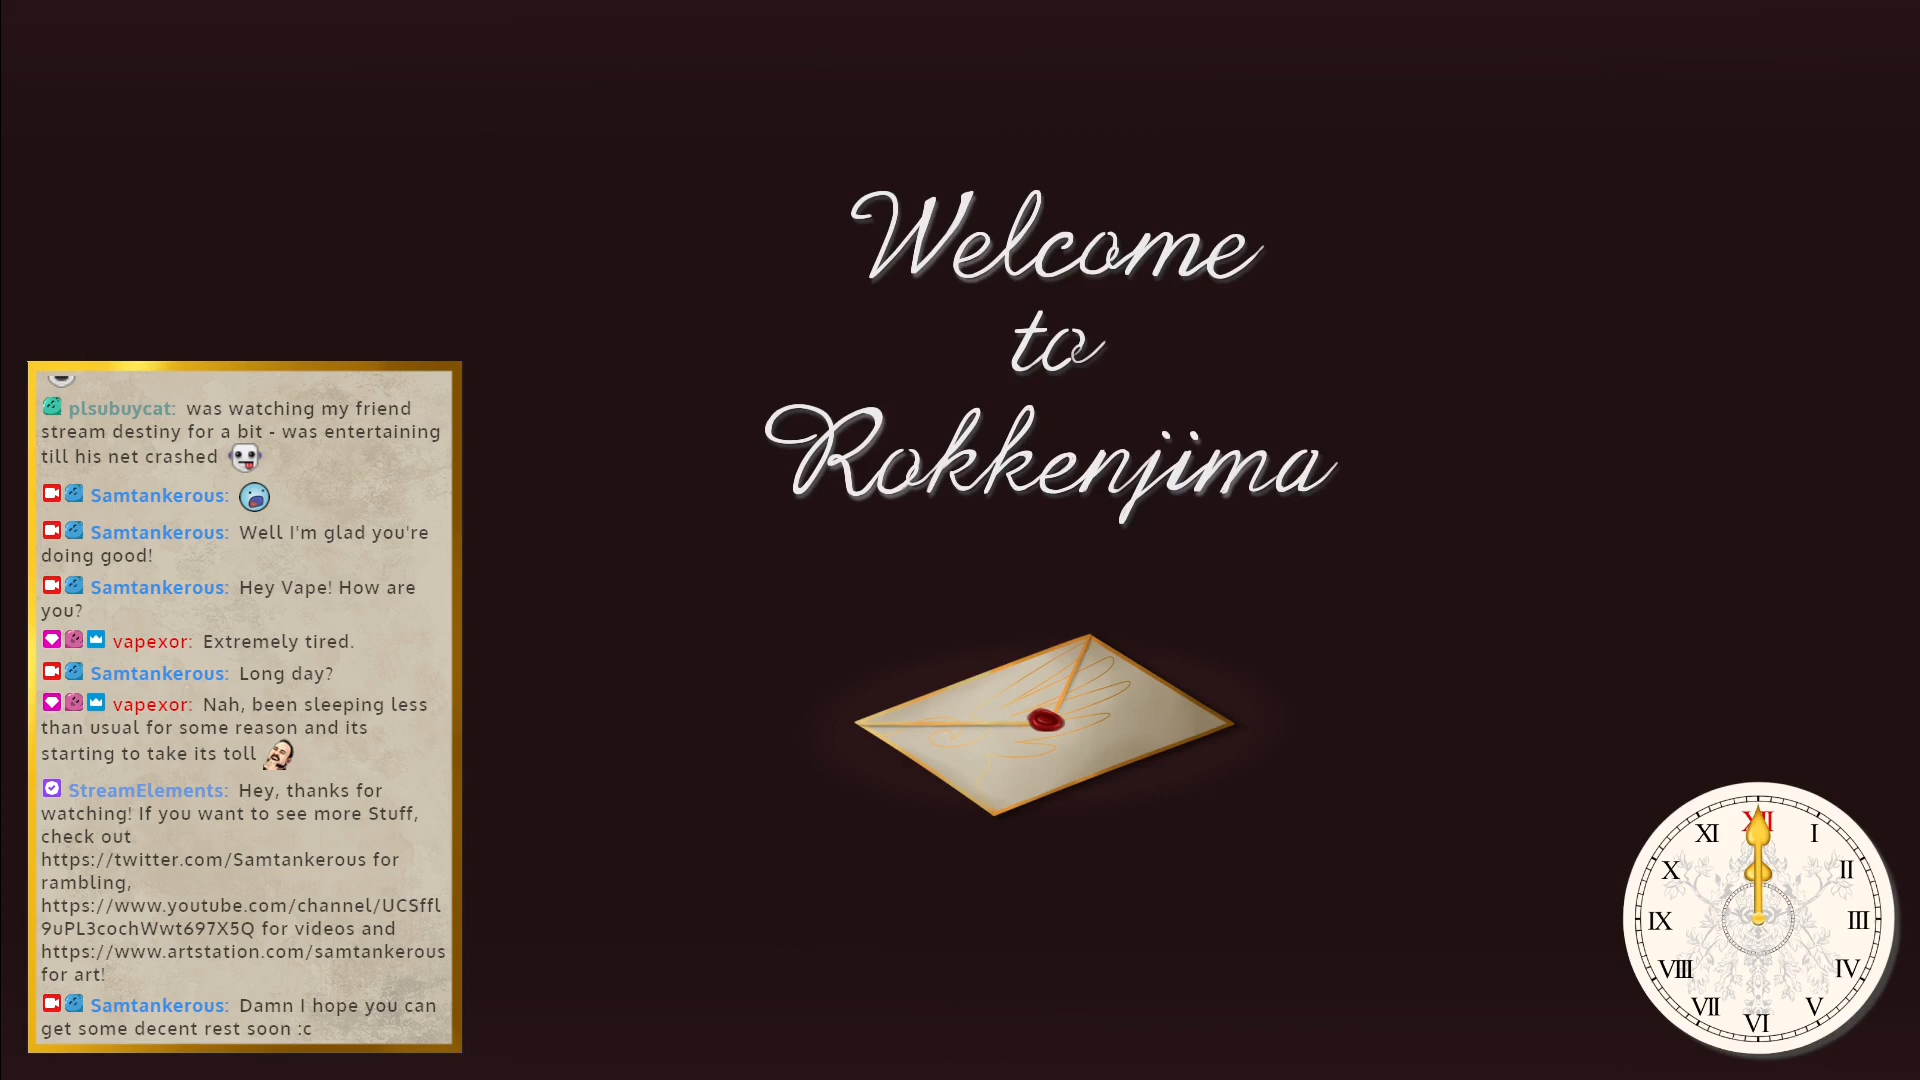 Welcome
to
Rokkenjima
plsubuycat: was watching my friend
stream destiny for a bit - was entertaining
till his net crashed
Samtankerous:
Samtankerous: Well I'm glad you're
doing good!
Samtankerous: Hey Vape! How are
you?
vapexor: Extremely tired.
Samtankerous: Long day?
vapexor: Nah, been sleeping less
than usual for some reason and its
starting to take its toll
StreamElements: Hey, thanks for
watching! If you want to see more Stuff,
check out
https://twitter.com/Samtankerous for
rambling,
https://www.youtube.com/channel/UCSffl
9uPL3cochWwt697X5Q for videos and
https://www.artstation.com/samtankerous
for art!
Samtankerous: Damn I hope you can
get some decent rest soon :c
XII
I
II
III
IV
V
VI
VII
VIII
IX
X
XI